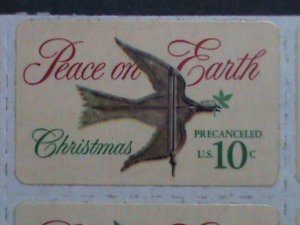 Peace on Earth
Christmas
PRECANCELED
U.S. 10c